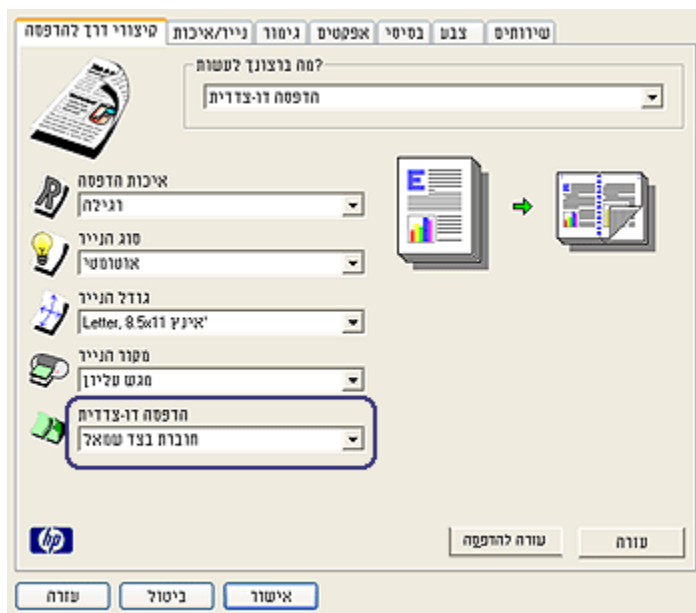 קיצורי דרך להדפסה
נייר/איכות
גימור
אפקטים
בסיסי
צבע
שירותים
מה ברצונך לעשות?
הדפסה דו-צדדית
איכות הדפסה
רגילה
סוג הנייר
אוטומטי
גודל הנייר
Letter, 8.5x11 אינץ'
מקור הנייר
מגש עליון
הדפסה דו-צדדית
חוברת בצד שמאל
hp
עזרה להדפסה
עזרה
עזרה
ביטול
אישור